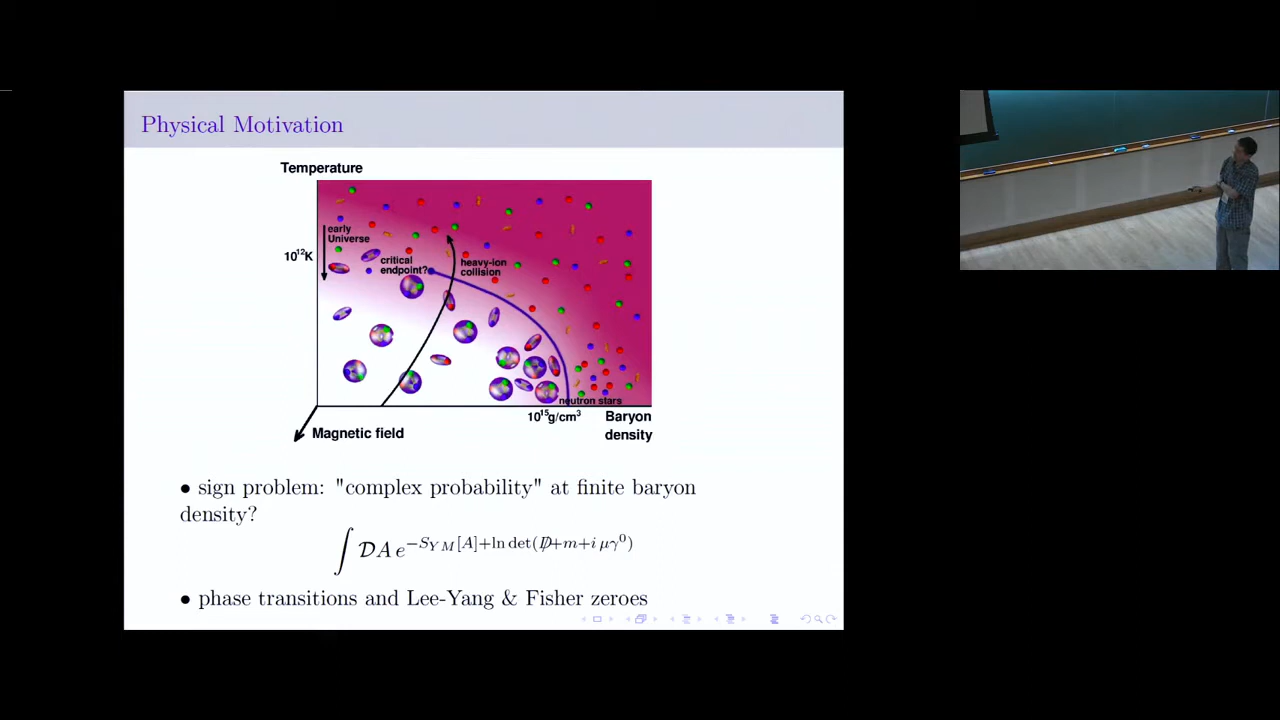 Physical Motivation
Temperature
early
Universe
10¹²K
critical
endpoint?
heavy-ion
collision
neutron stars
10¹⁵g/cm³
Baryon
density
Magnetic field
• sign problem: "complex probability" at finite baryon
density?
∫ 𝒟A e^{−S_{YM}[A]+ln det(D̸+m+i μγ⁰)}
• phase transitions and Lee-Yang & Fisher zeroes